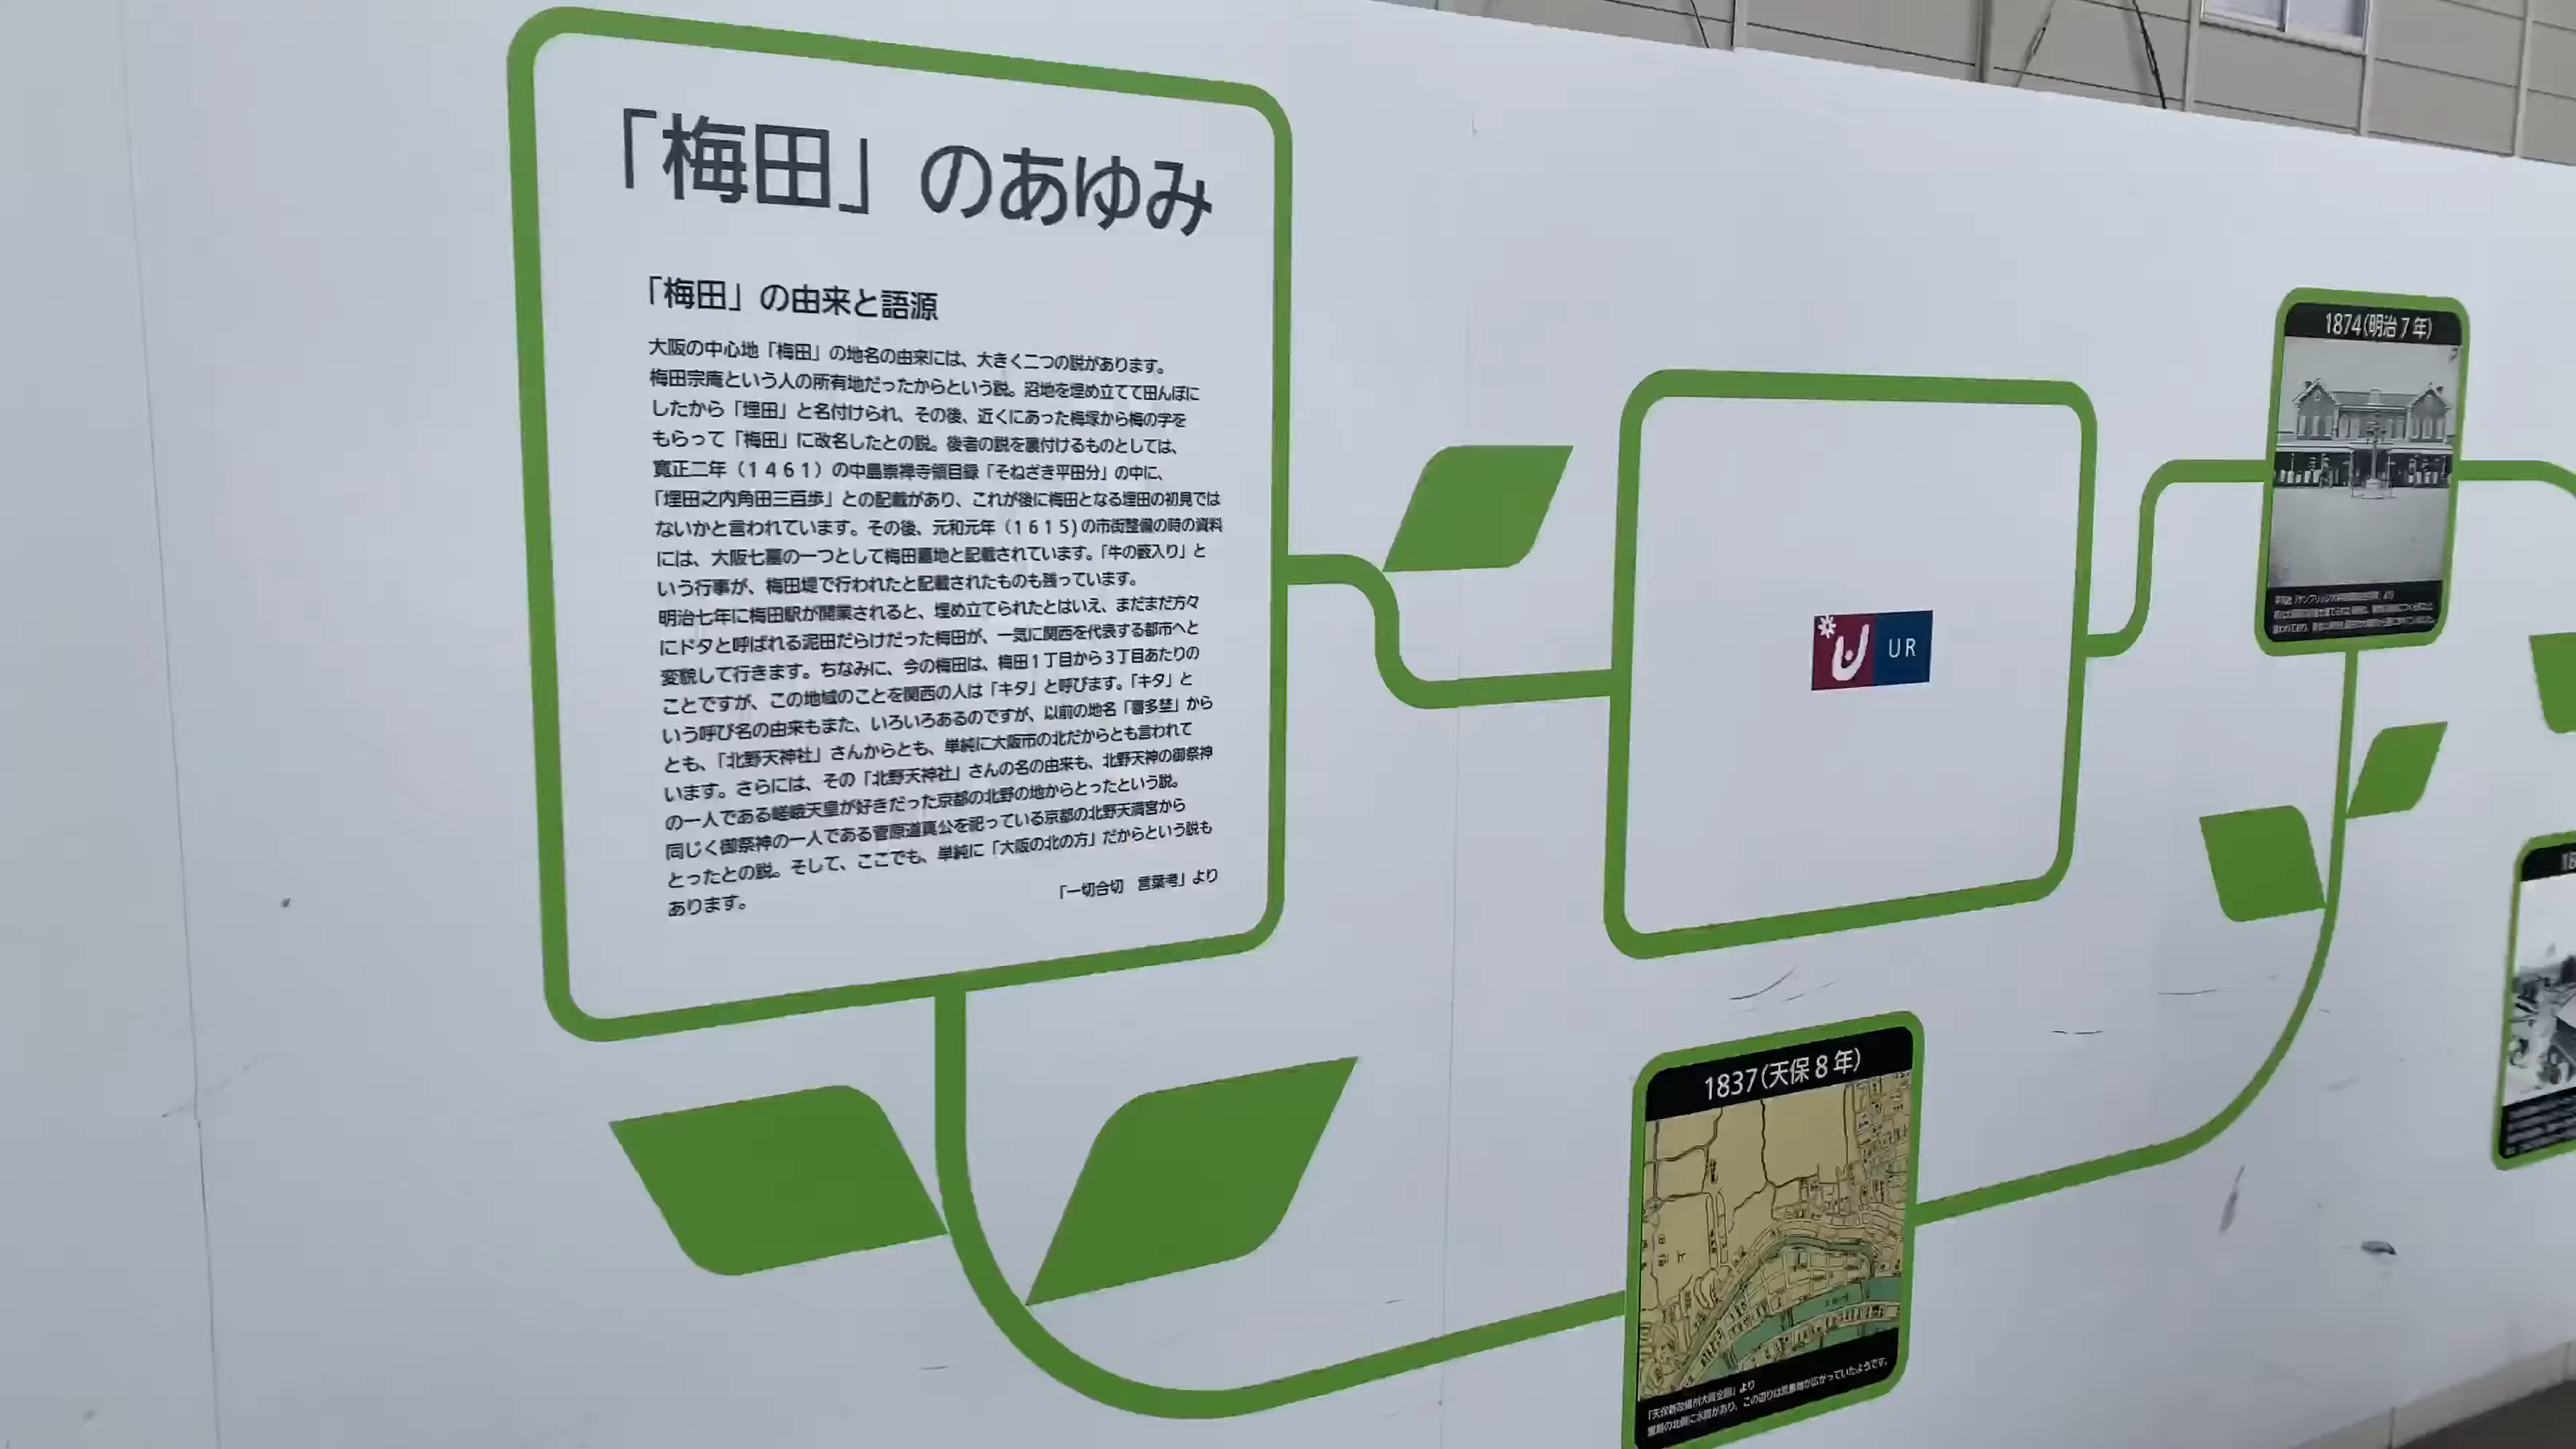 「梅田」のあゆみ
「梅田」の由来と語源
大阪の中心地「梅田」の地名の由来には、大きく二つの説があります。
梅田宗庵という人の所有地だったからという説。沼地を埋め立てて田んぼに
したから「埋田」と名付けられ、その後、近くにあった梅塚から梅の字を
もらって「梅田」に改名したとの説。後者の説を裏付けるものとしては、
寛正二年（１４６１）の中島崇禅寺領目録「そねざき平田分」の中に、
「埋田之内角田三百歩」との記載があり、これが後に梅田となる埋田の初見では
ないかと言われています。その後、元和元年（１６１５）の市街整備の時の資料
には、大阪七墓の一つとして梅田墓地と記載されています。「牛の藪入り」と
いう行事が、梅田堤で行われたと記載されたものも残っています。
明治七年に梅田駅が開業されると、埋め立てられたとはいえ、まだまだ方々
にドタと呼ばれる泥田だらけだった梅田が、一気に関西を代表する都市へと
変貌して行きます。ちなみに、今の梅田は、梅田１丁目から３丁目あたりの
ことですが、この地域のことを関西の人は「キタ」と呼びます。「キタ」と
いう呼び名の由来もまた、いろいろあるのですが、以前の地名「喜多埜」から
とも、「北野天神社」さんからとも、単純に大阪市の北だからとも言われて
います。さらには、その「北野天神社」さんの名の由来も、北野天神の御祭神
の一人である嵯峨天皇が好きだった京都の北野の地からとったという説。
同じく御祭神の一人である菅原道真公を祀っている京都の北野天満宮から
とったとの説。そして、ここでも、単純に「大阪の北の方」だからという説も
あります。
「一切合切　言葉考」より
UR
1874（明治７年）
1837（天保８年）